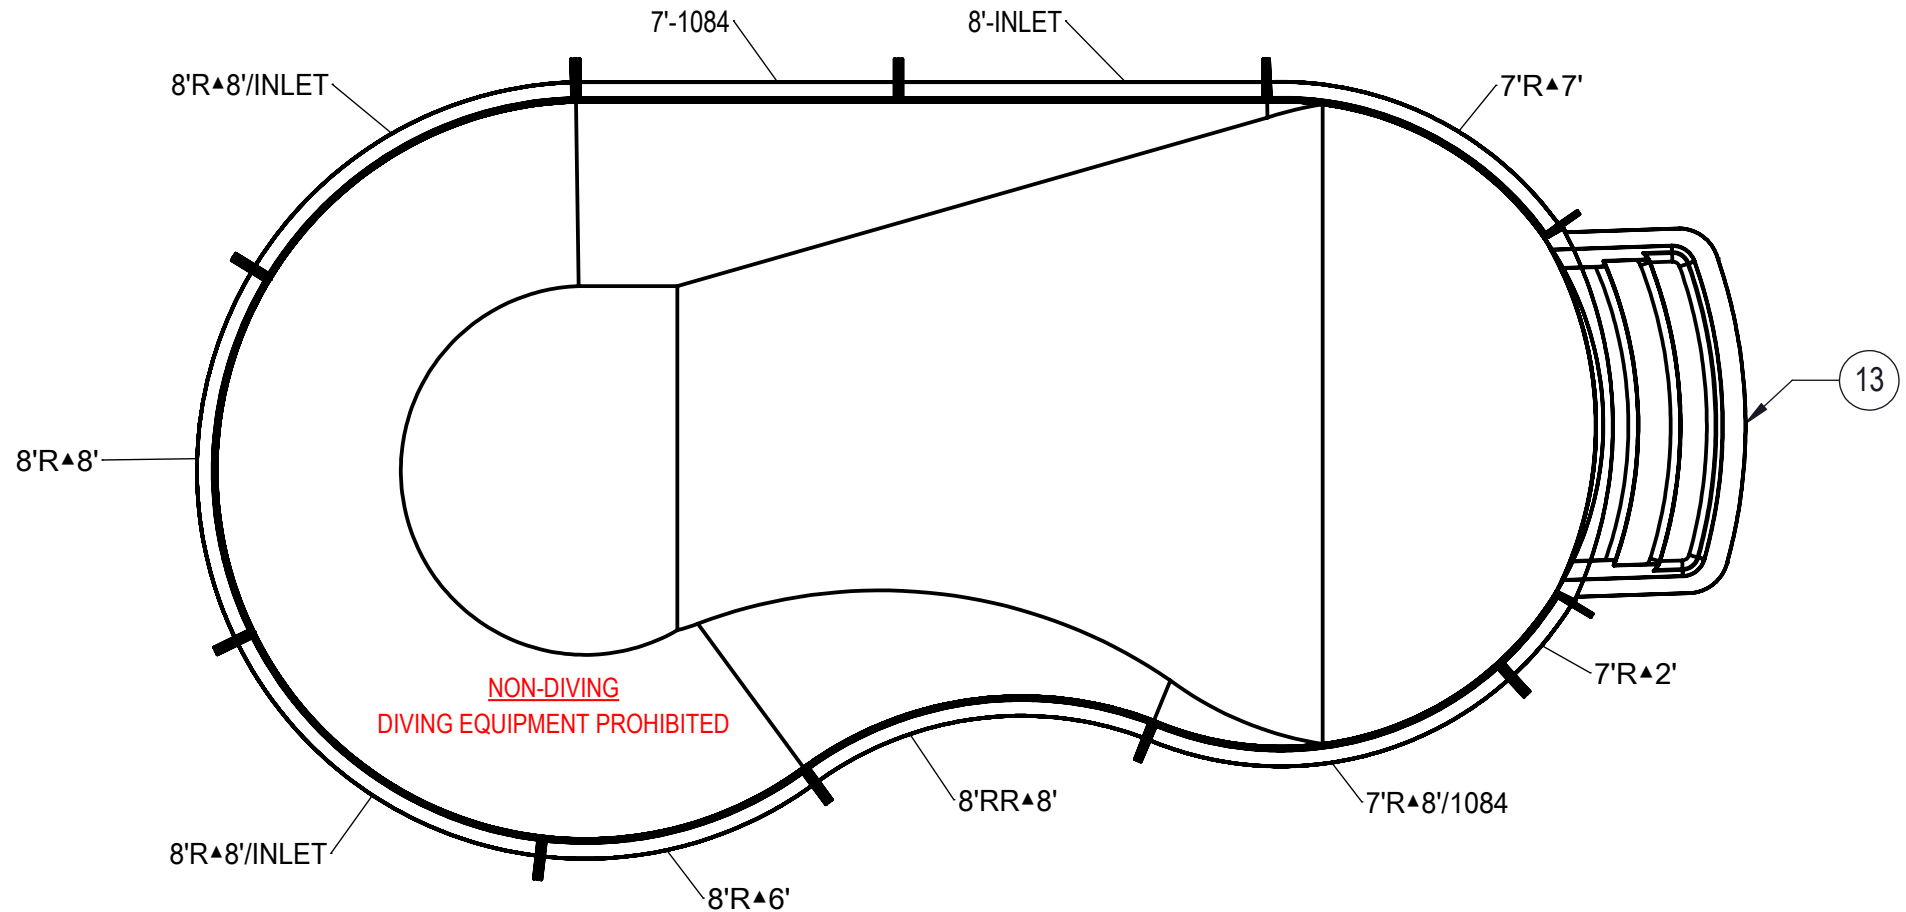 7'-1084
8'-INLET
8'R▲8'/INLET
7'R▲7'
13
8'R▲8'
7'R▲2'
NON-DIVING
DIVING EQUIPMENT PROHIBITED
8'RR▲8'
7'R▲8'/1084
8'R▲8'/INLET
8'R▲6'